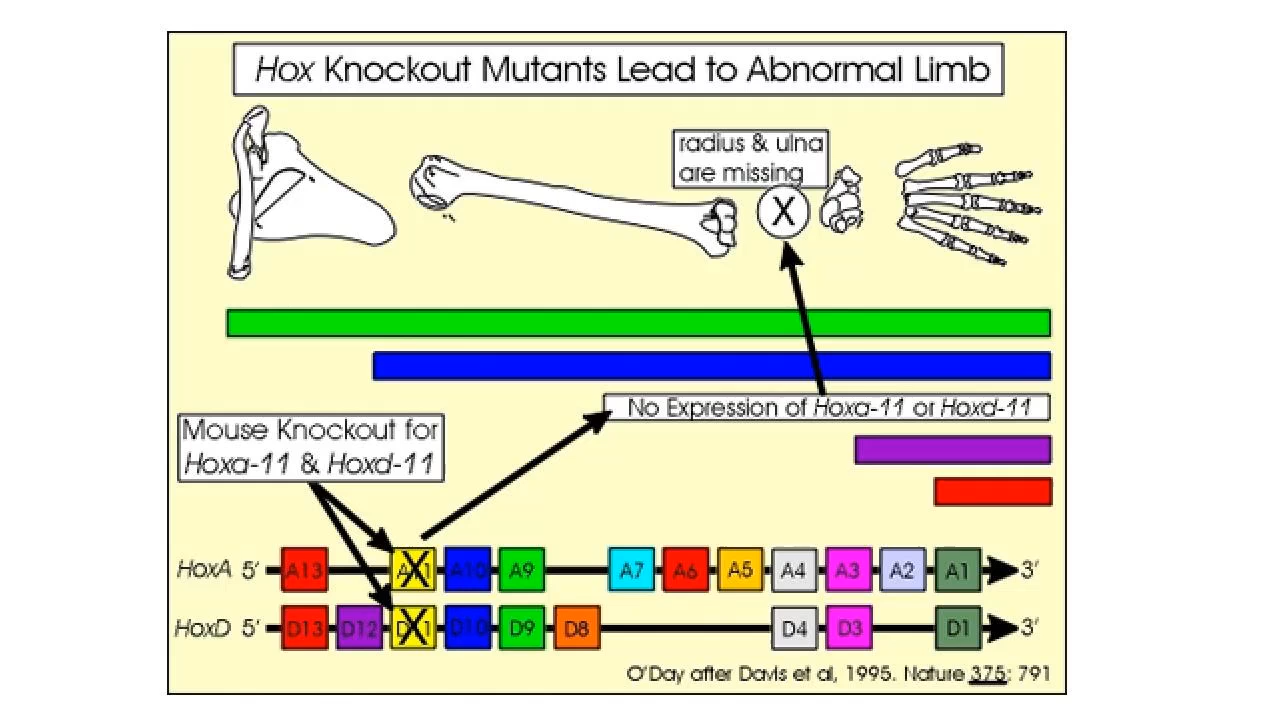 Hox Knockout Mutants Lead to Abnormal Limb
radius & ulna
are missing
X
No Expression of Hoxa-11 or Hoxd-11
Mouse Knockout for
Hoxa-11 & Hoxd-11
HoxA 5' A13 A11 A10 A9 A7 A6 A5 A4 A3 A2 A1 3'
HoxD 5' D13 D12 D11 D10 D9 D8 D4 D3 D1 3'
O'Day after Davis et al, 1995. Nature 375: 791